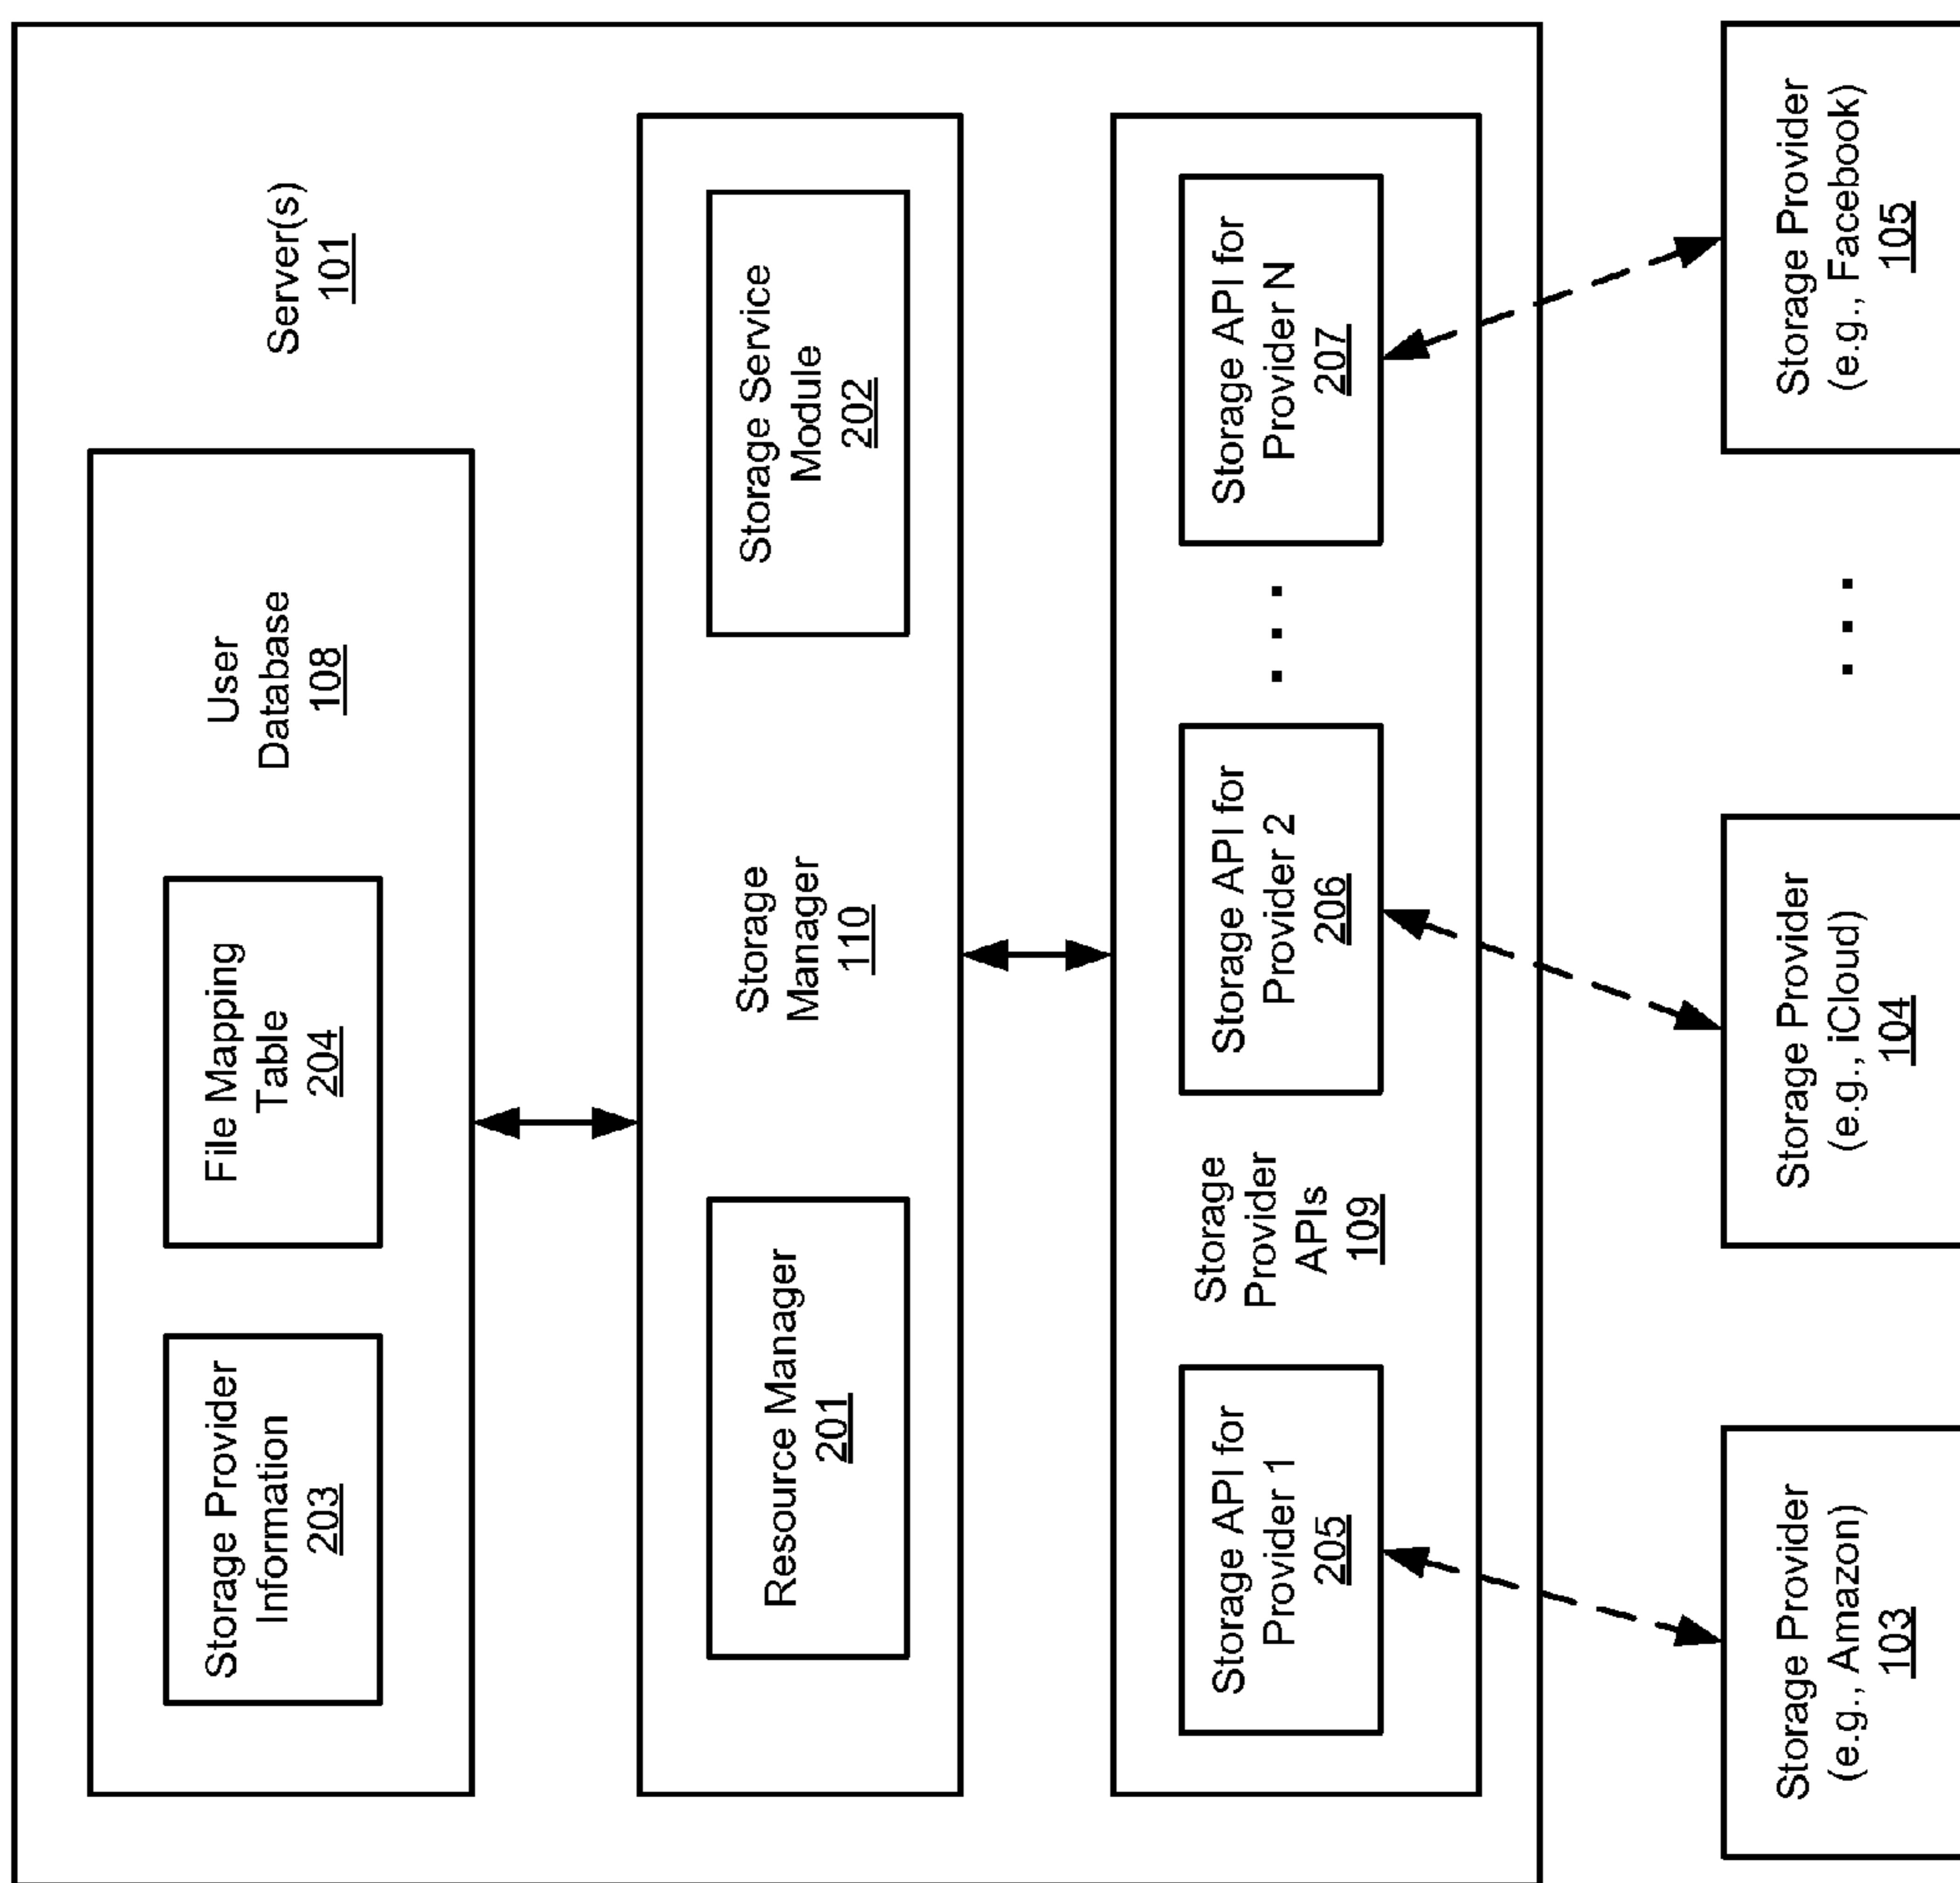 Server(s)
101
User
Database
108
Storage Provider
Information
203
File Mapping
Table
204
Storage
Manager
110
Resource Manager
201
Storage Service
Module
202
Storage API for
Provider 1
205
Storage
Provider
APIs
109
Storage API for
Provider 2
206
. . .
Storage API for
Provider N
207
Storage Provider
(e.g., Amazon)
103
Storage Provider
(e.g., iCloud)
104
. . .
Storage Provider
(e.g., Facebook)
105